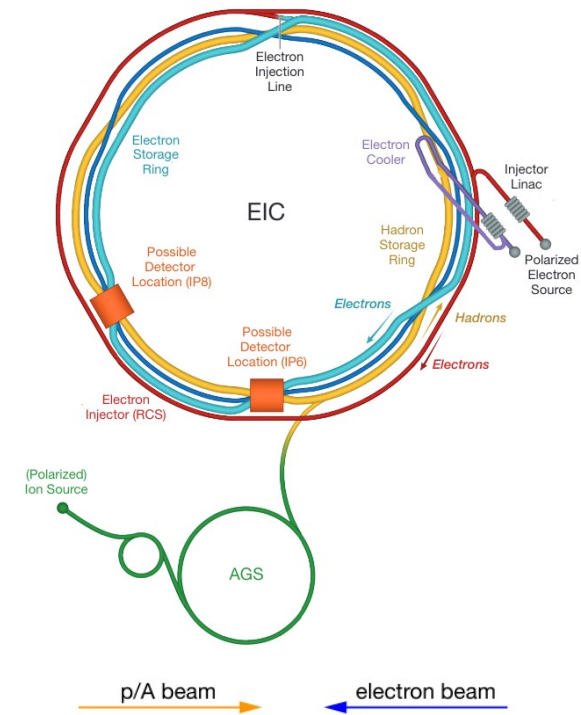 Electron
Injection
Line
Electron
Storage
Ring
Electron
Cooler
Injector
Linac
EIC
Hadron
Storage
Ring
Polarized
Electron
Source
Possible
Detector
Location (IP8)
Electrons
Hadrons
Possible
Detector
Location (IP6)
Electrons
Electron
Injector (RCS)
(Polarized)
Ion Source
AGS
p/A beam
electron beam